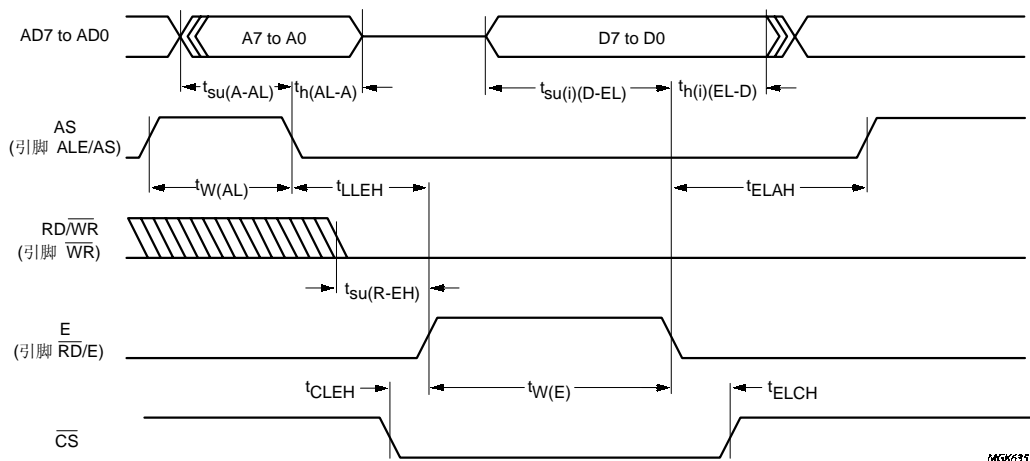 AD7 to AD0
A7 to A0
D7 to D0
tsu(A-AL)
th(AL-A)
tsu(i)(D-EL)
th(i)(EL-D)
AS
(引脚 ALE/AS)
tW(AL)
tLLEH
tELAH
RD/WR
(引脚 WR)
tsu(R-EH)
E
(引脚 RD/E)
tCLEH
tW(E)
tELCH
CS
MGK635